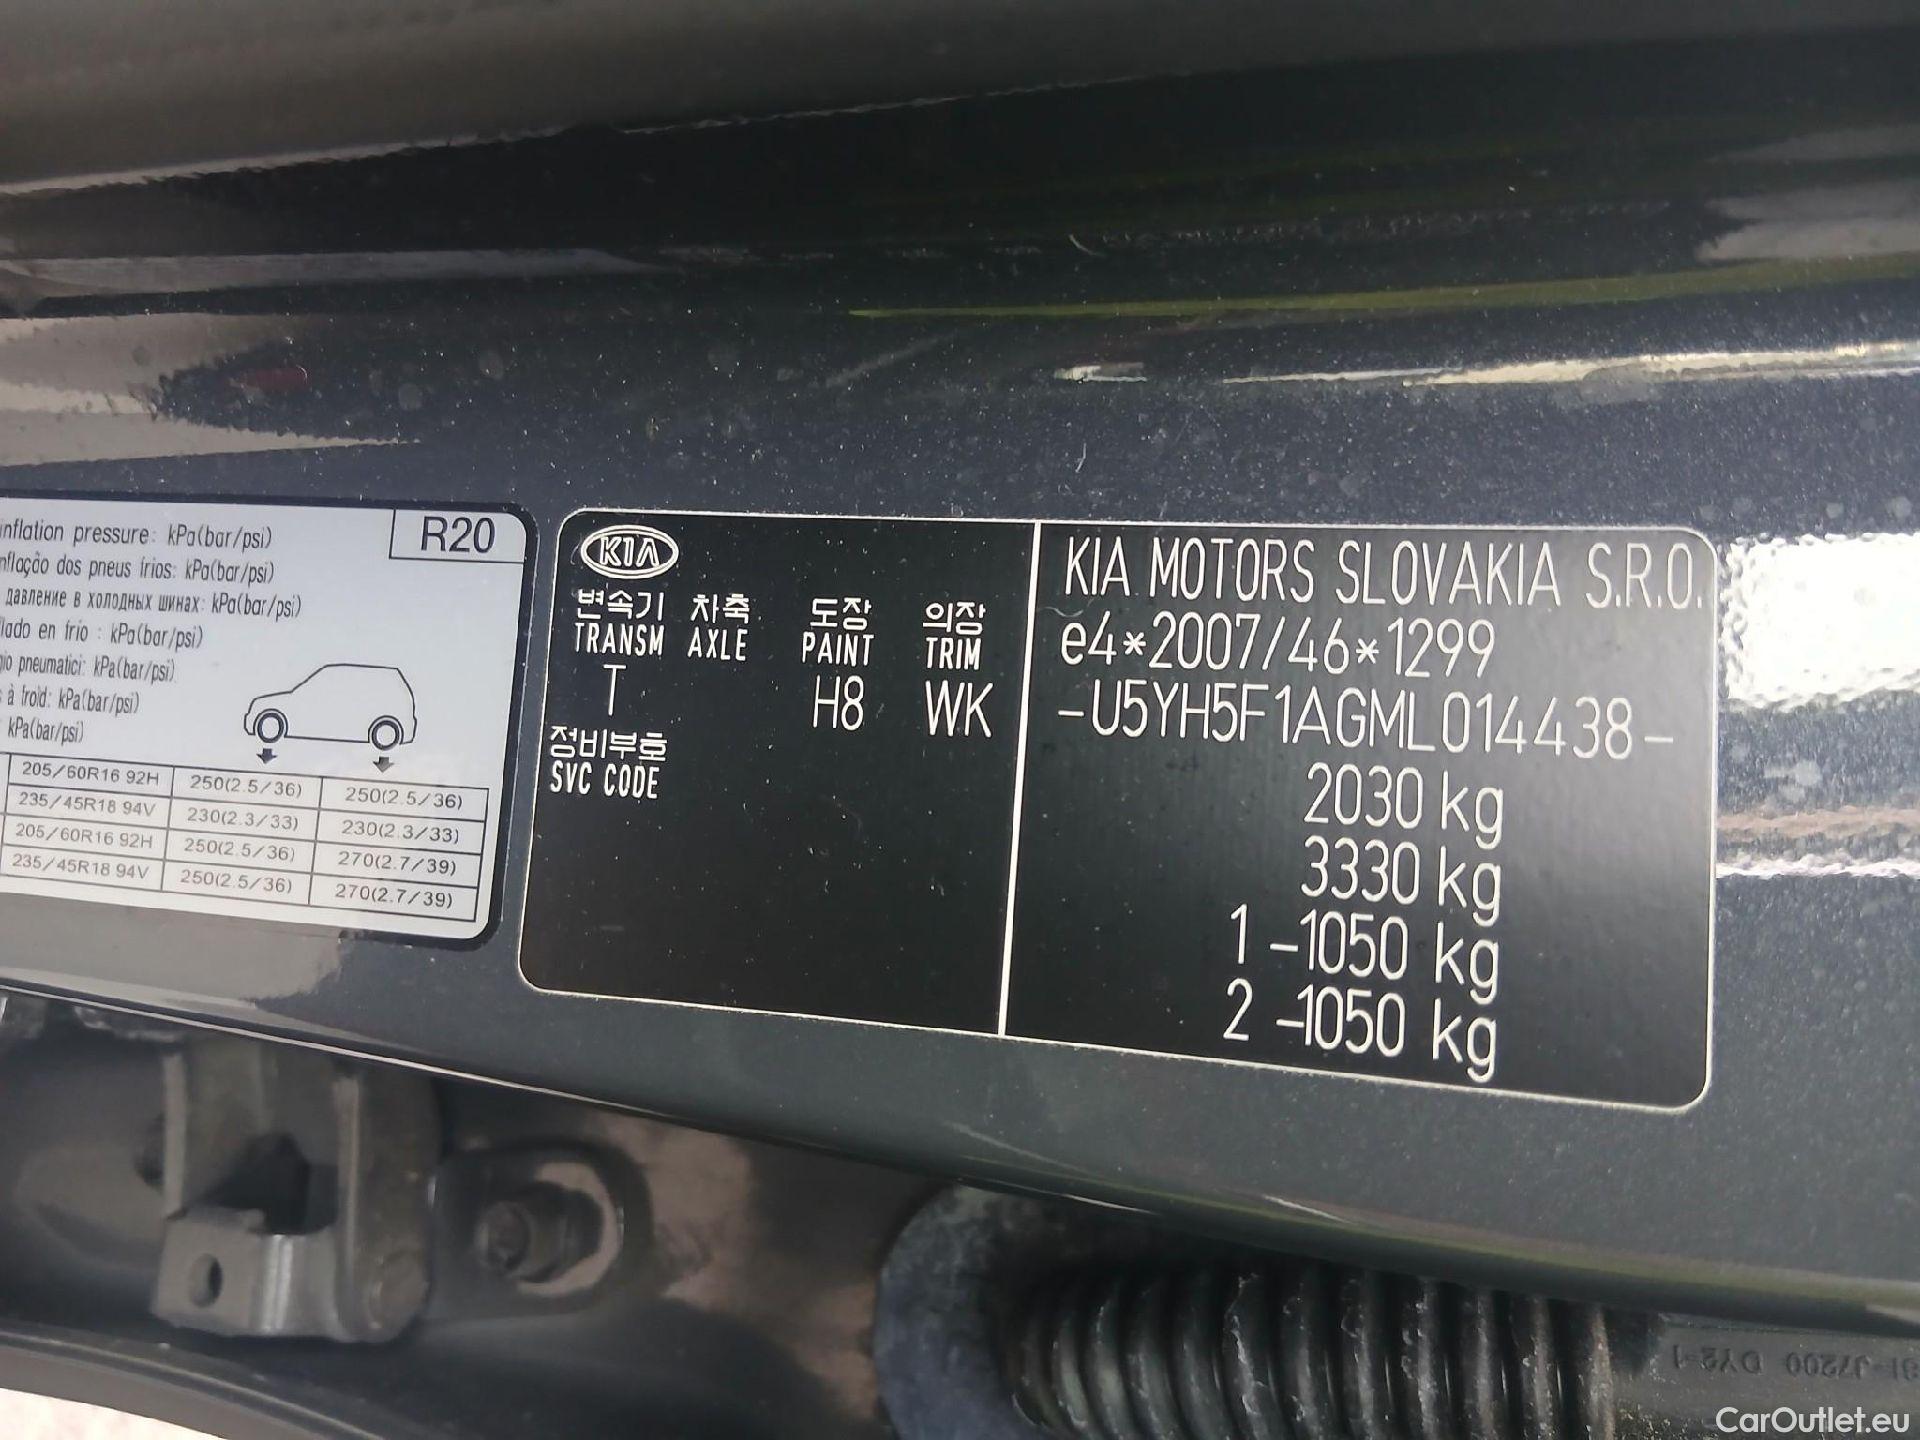 inflation pressure: kPa(bar/psi)
R20
nflação dos pneus frios: kPa(bar/psi)
давление в холодных шинах: kPa(bar/psi)
flado en frio : kPa(bar/psi)
pneumatici: kPa(bar/psi)
à froid: kPa(bar/psi)
kPa(bar/psi)
205/60R16 92H 250(2.5/36) 250(2.5/36)
235/45R18 94V 230(2.3/33) 230(2.3/33)
205/60R16 92H 250(2.5/36) 270(2.7/39)
235/45R18 94V 250(2.5/36) 270(2.7/39)
KIA
변속기 차축 도장 의장
TRANSM AXLE PAINT TRIM
T H8 WK
정비부호
SVC CODE
KIA MOTORS SLOVAKIA S.R.O.
e4*2007/46*1299
-U5YH5F1AGML014438-
2030 kg
3330 kg
1 -1050 kg
2 -1050 kg
J7200 DY2-1
CarOutlet.eu